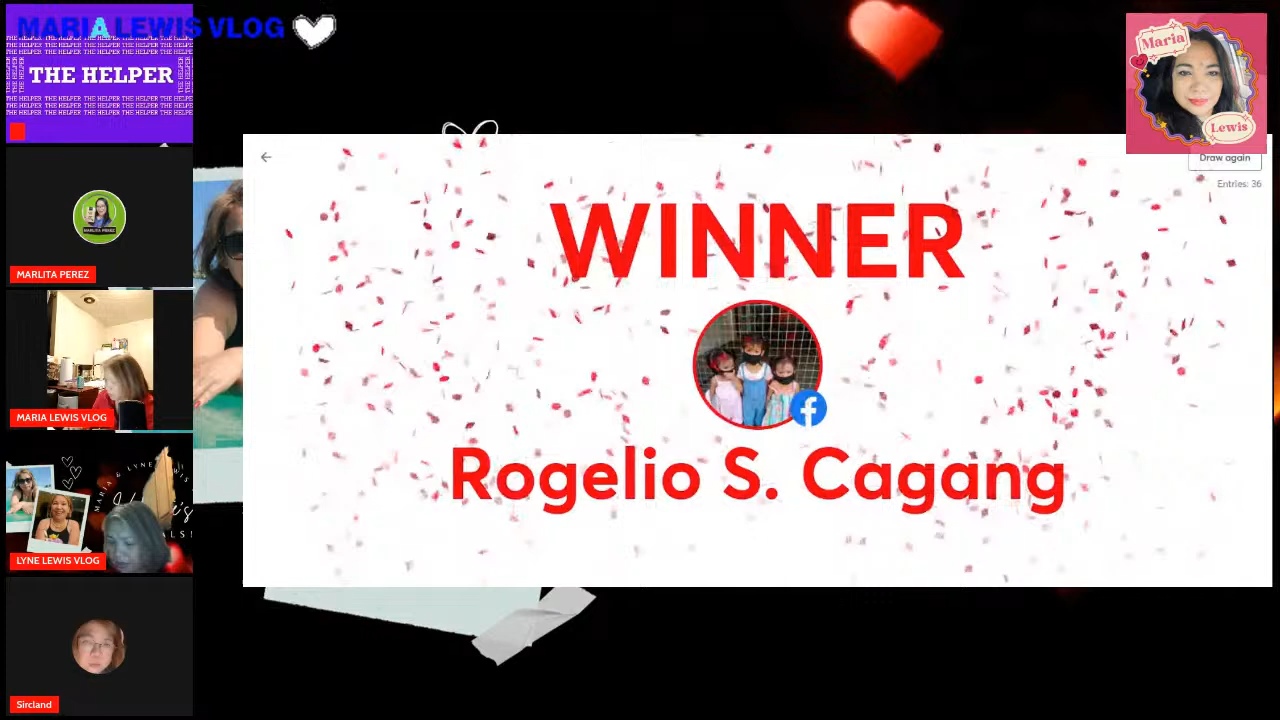 MARIA LEWIS VLOG
THE HELPER
MARLITA PEREZ
MARIA LEWIS VLOG
LYNE LEWIS VLOG
Sircland
Draw again
Entries: 36
WINNER
Rogelio S. Cagang
Maria
Lewis